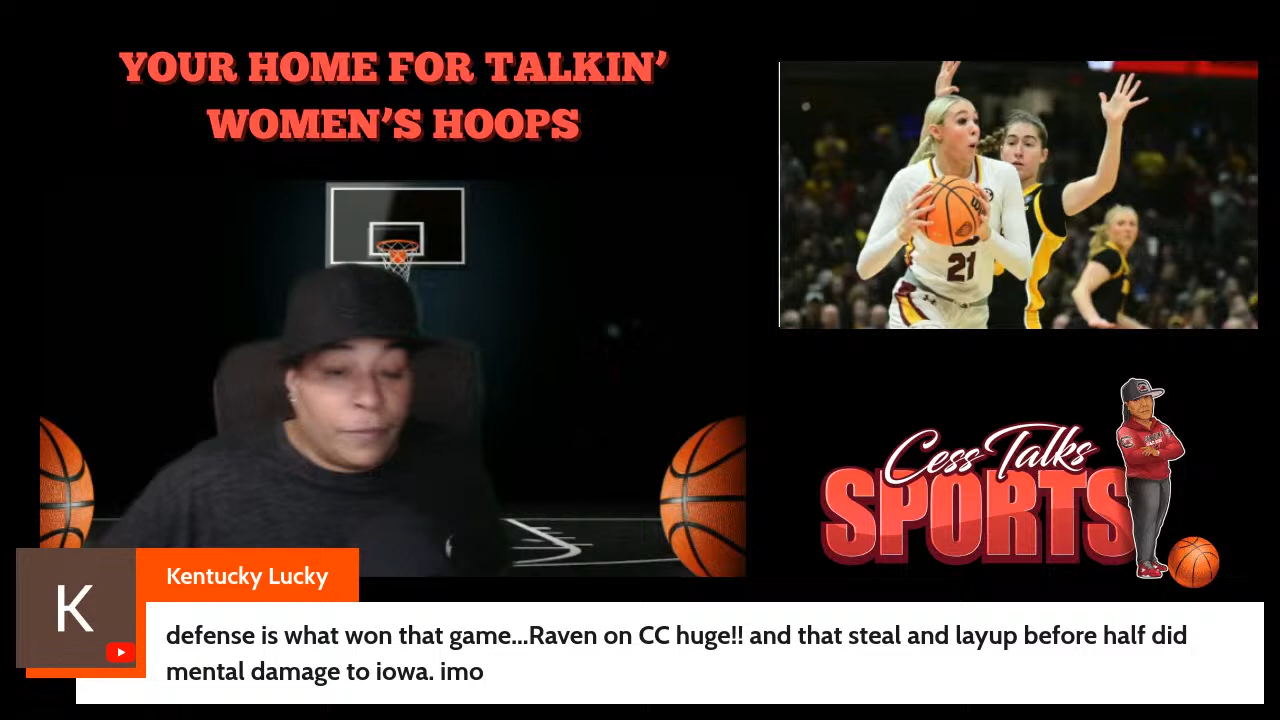 YOUR HOME FOR TALKIN'
WOMEN'S HOOPS
21
Cess Talks
SPORTS
K
Kentucky Lucky
defense is what won that game...Raven on CC huge!! and that steal and layup before half did
mental damage to iowa. imo